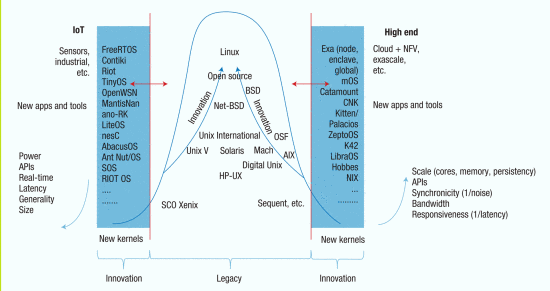 IoT
Sensors,
industrial,
etc.
New apps and tools
Power
APIs
Real-time
Latency
Generality
Size
FreeRTOS
Contiki
Riot
TinyOS
OpenWSN
MantisNan
ano-RK
LiteOS
nesC
AbacusOS
Ant Nut/OS
SOS
RIOT OS
....
.......
New kernels
Innovation
Linux
Open source
Innovation
Innovation
BSD
Net-BSD
Unix International
OSF
Unix V
Solaris
Mach
AIX
Digital Unix
HP-UX
SCO Xenix
Sequent, etc.
Legacy
High end
Exa (node,
enclave,
global)
mOS
Catamount
CNK
Kitten/
Palacios
ZeptoOS
K42
LibraOS
Hobbes
NIX
...
.........
New kernels
Innovation
Cloud + NFV,
exascale,
etc.
New apps and tools
Scale (cores, memory, persistency)
APIs
Synchronicity (1/noise)
Bandwidth
Responsiveness (1/latency)